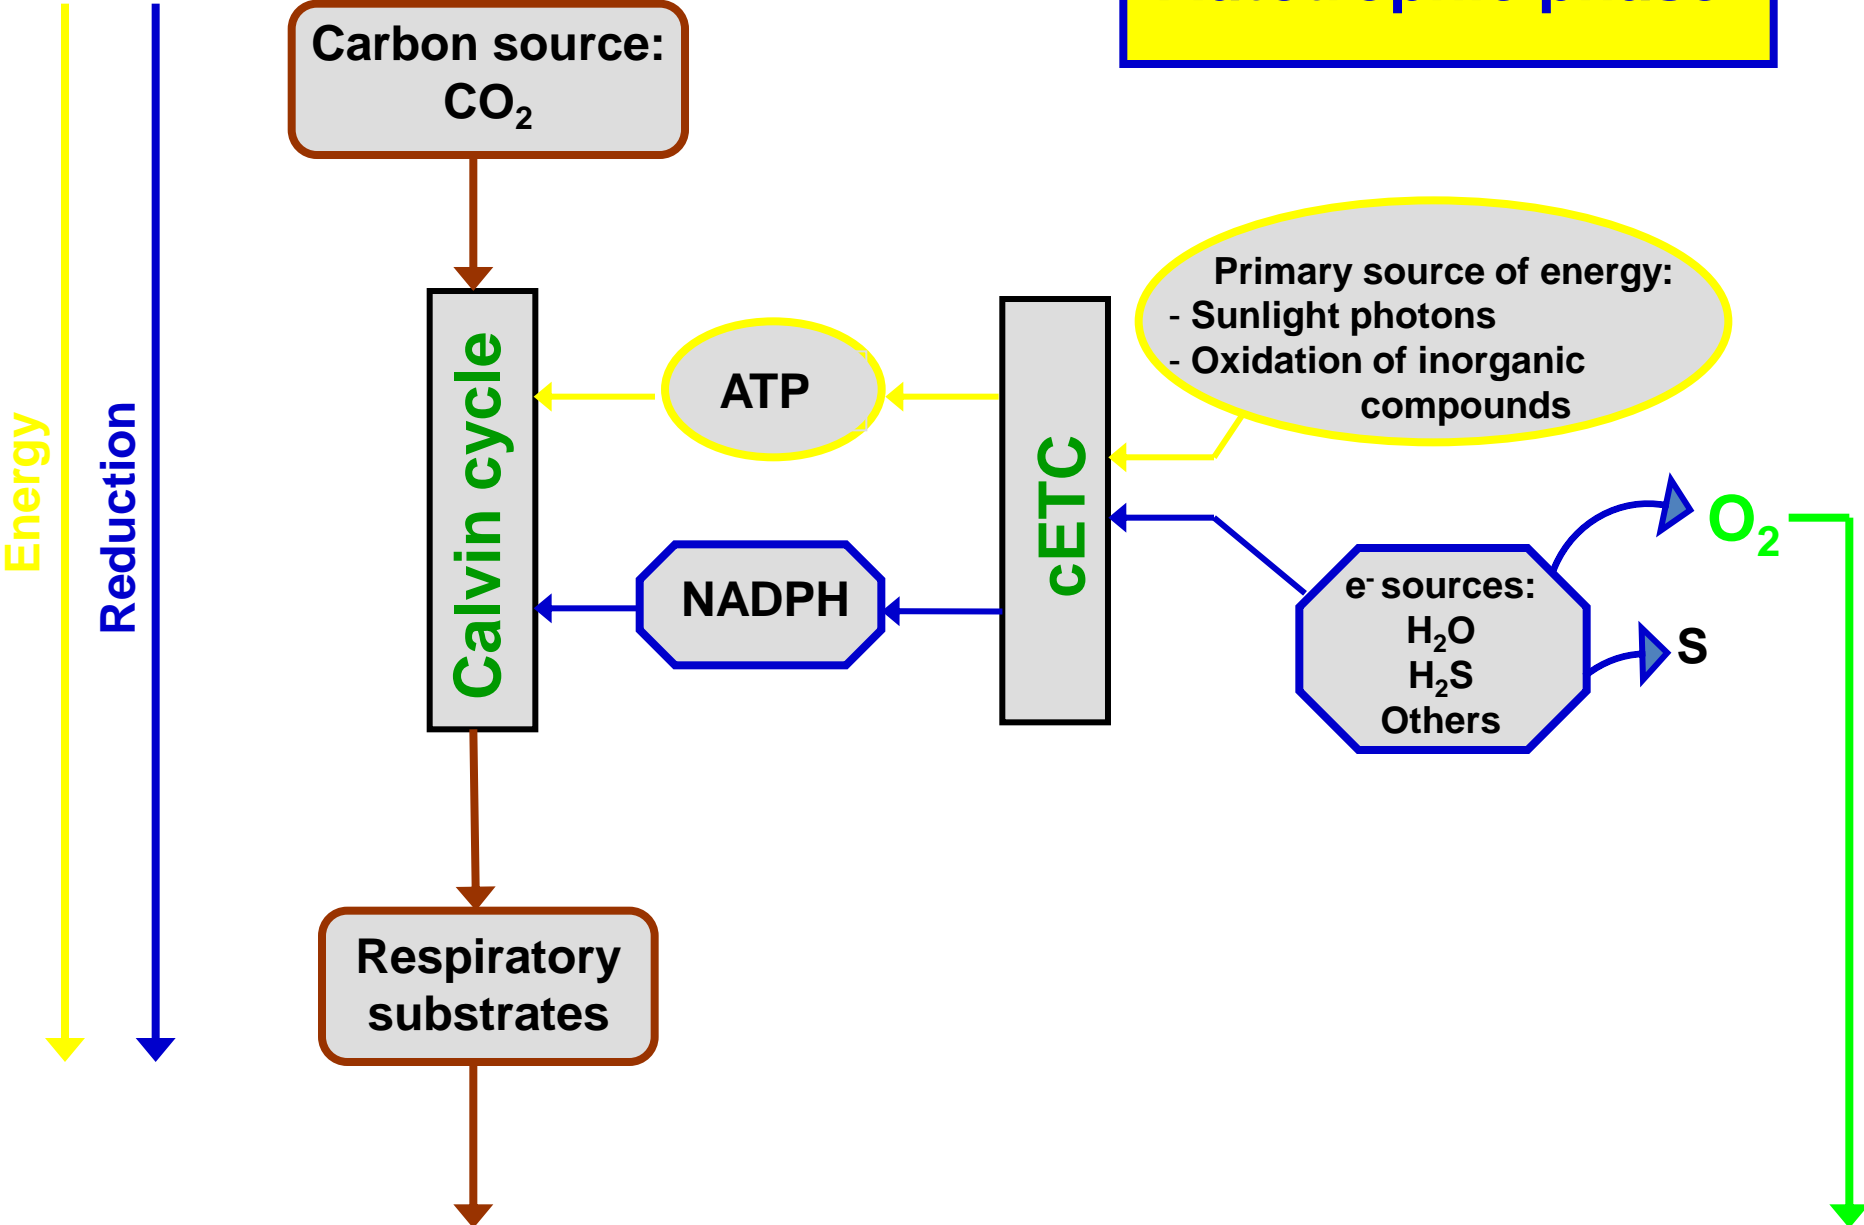 Carbon source:
CO₂
Primary source of energy:
- Sunlight photons
- Oxidation of inorganic
compounds
ATP
Calvin cycle
cETC
Energy
Reduction
NADPH
O₂
e⁻ sources:
H₂O
H₂S
Others
S
Respiratory
substrates